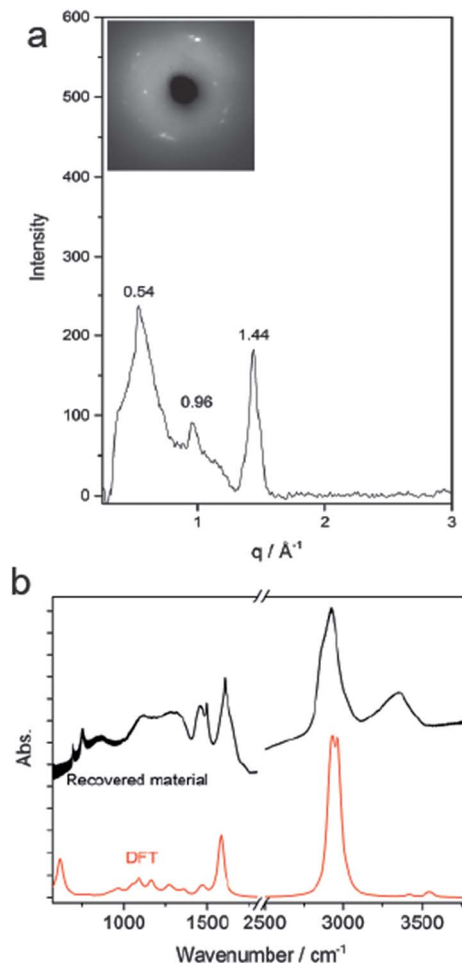 a
600
500
400
300
200
100
0
Intensity
0.54
0.96
1.44
1
2
3
q / Å⁻¹
b
Abs.
Recovered material
DFT
1000
1500
2500
3000
3500
Wavenumber / cm⁻¹